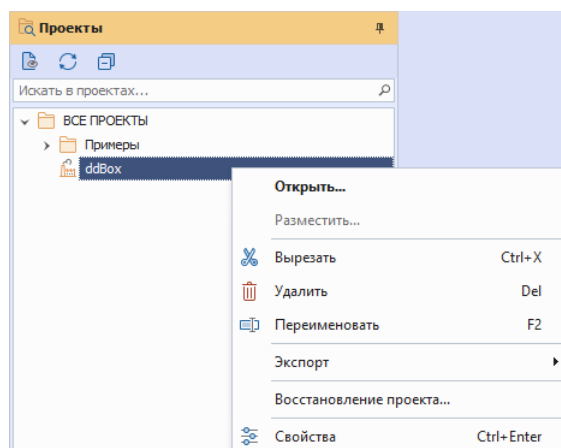 Проекты
Искать в проектах...
ВСЕ ПРОЕКТЫ
Примеры
ddBox
Открыть...
Разместить...
Вырезать Ctrl+X
Удалить Del
Переименовать F2
Экспорт
Восстановление проекта...
Свойства Ctrl+Enter